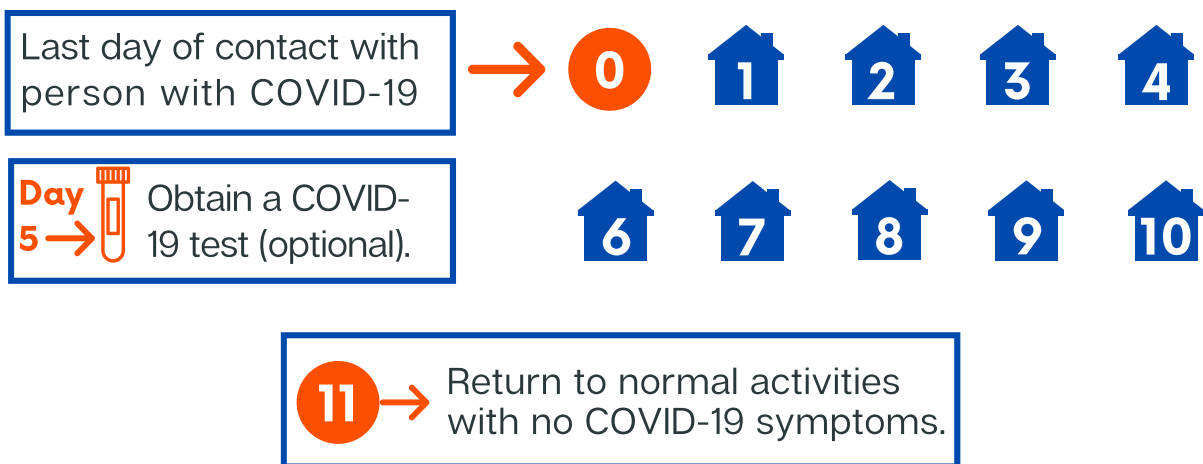 Last day of contact with
person with COVID-19
0
1
2
3
4
Day
5
Obtain a COVID-
19 test (optional).
6
7
8
9
10
11
Return to normal activities
with no COVID-19 symptoms.